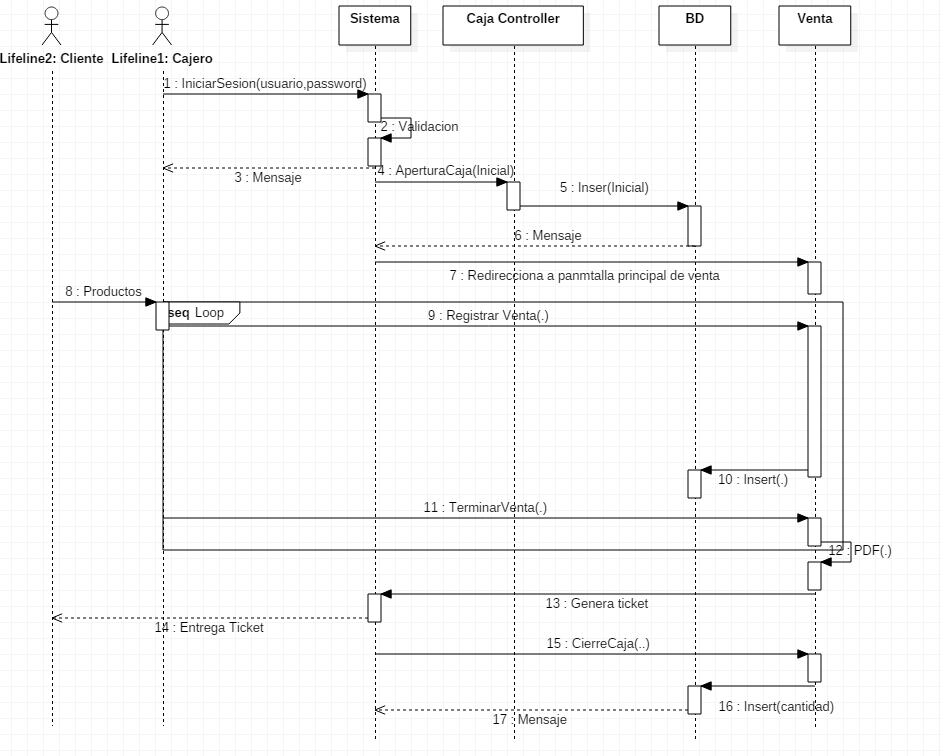 Sistema
Caja Controller
BD
Venta
Lifeline2: Cliente
Lifeline1: Cajero
1 : IniciarSesion(usuario,password)
2 : Validacion
3 : Mensaje
4 : AperturaCaja(Inicial)
5 : Inser(Inicial)
6 : Mensaje
7 : Redirecciona a panmtalla principal de venta
8 : Productos
seq Loop
9 : Registrar Venta(.)
10 : Insert(.)
11 : TerminarVenta(.)
12 : PDF(.)
13 : Genera ticket
14 : Entrega Ticket
15 : CierreCaja(..)
16 : Insert(cantidad)
17 : Mensaje